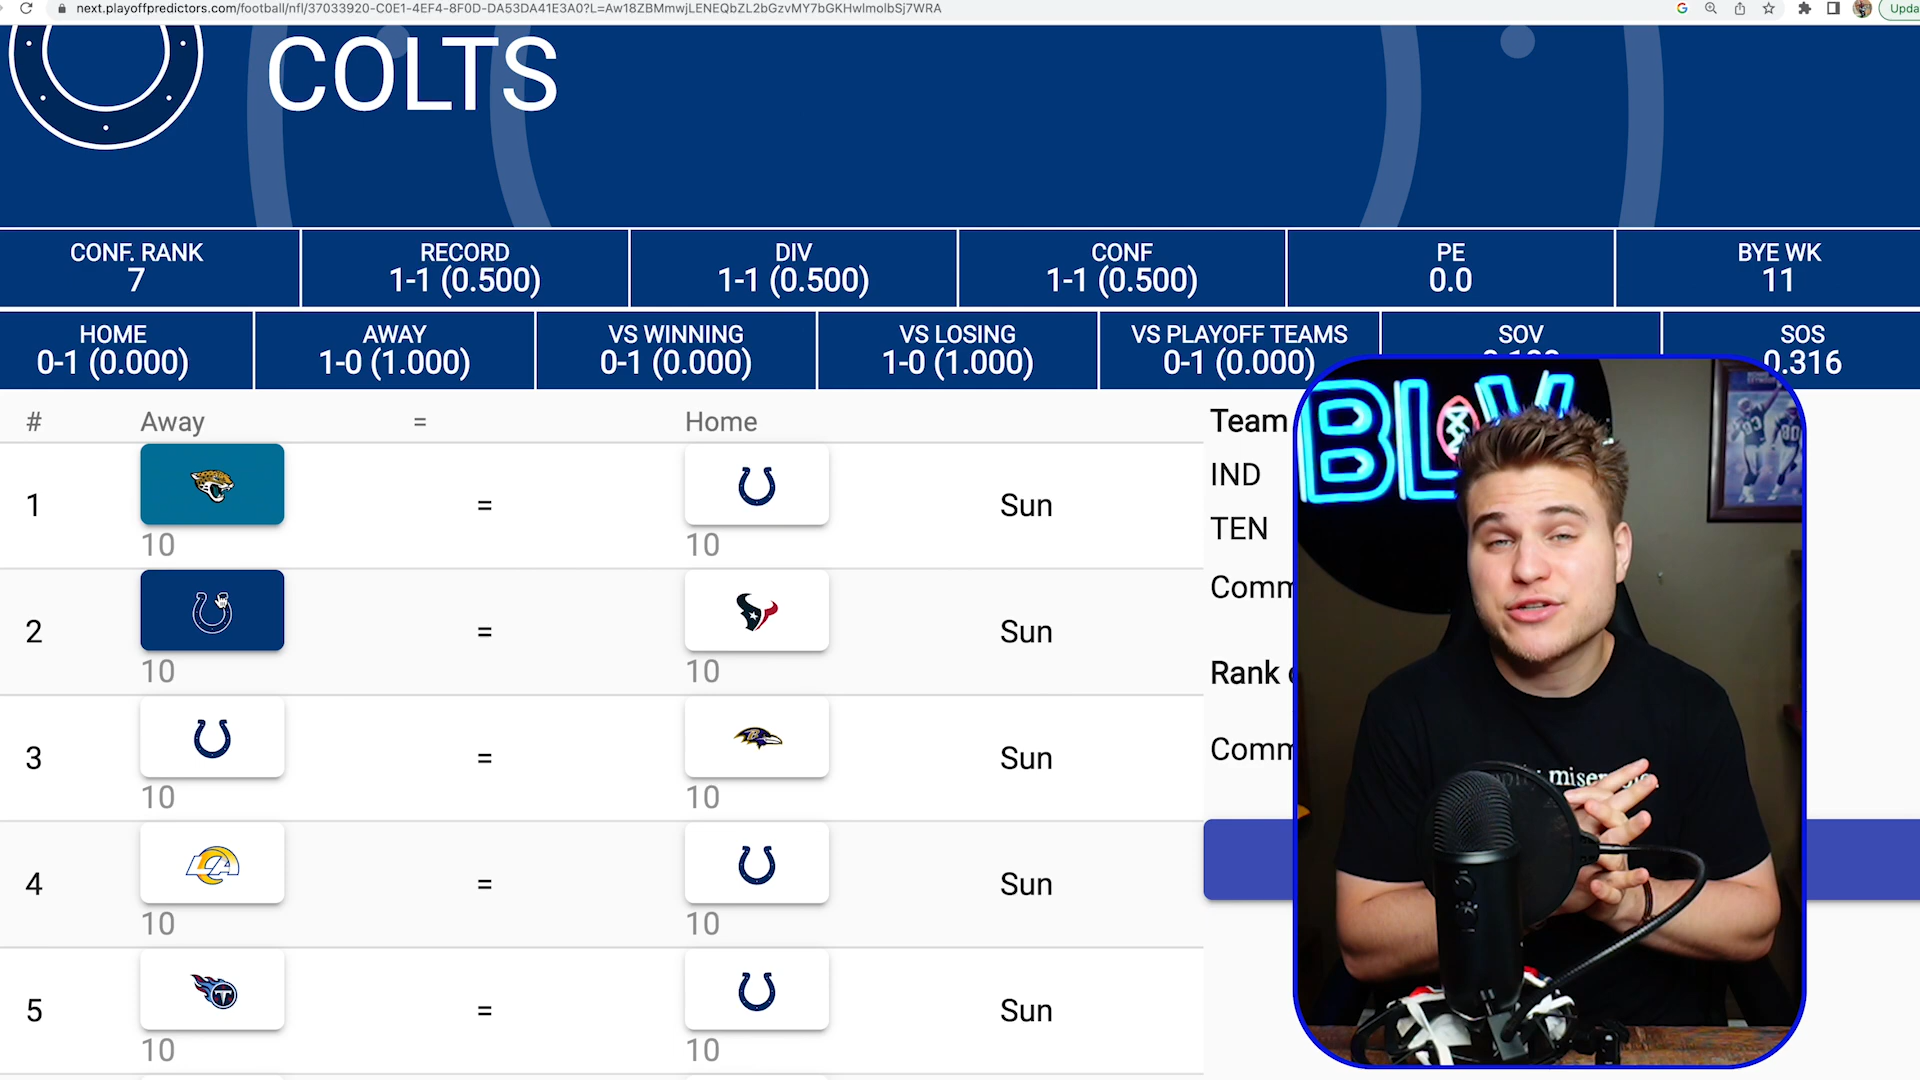 next.playoffpredictors.com/football/nfl/37033920-C0E1-4EF4-8F0D-DA53DA41E3A0?L=Aw18ZBMmwjLENEQbZL2bGzvMY7bGKHwlmolbSj7WRA
COLTS
CONF. RANK RECORD DIV CONF PE BYE WK
7 1-1 (0.500) 1-1 (0.500) 1-1 (0.500) 0.0 11
HOME AWAY VS WINNING VS LOSING VS PLAYOFF TEAMS SOV SOS
0-1 (0.000) 1-0 (1.000) 0-1 (0.000) 1-0 (1.000) 0-1 (0.000) 0.316
# Away = Home
1 = Sun
10 10
2 = Sun
10 10
3 = Sun
10 10
4 = Sun
10 10
5 = Sun
10 10
Team
IND
TEN
Comm
Rank
Comm
BLV